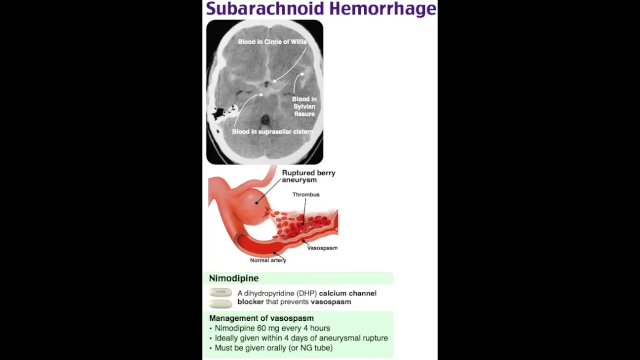 Subarachnoid Hemorrhage
Blood in Circle of Willis
Blood in
Sylvian
fissure
Blood in suprasellar cistern
Ruptured berry
aneurysm
Thrombus
Vasospasm
Normal artery
Nimodipine
A dihydropyridine (DHP) calcium channel
blocker that prevents vasospasm
Management of vasospasm
• Nimodipine 60 mg every 4 hours
• Ideally given within 4 days of aneurysmal rupture
• Must be given orally (or NG tube)